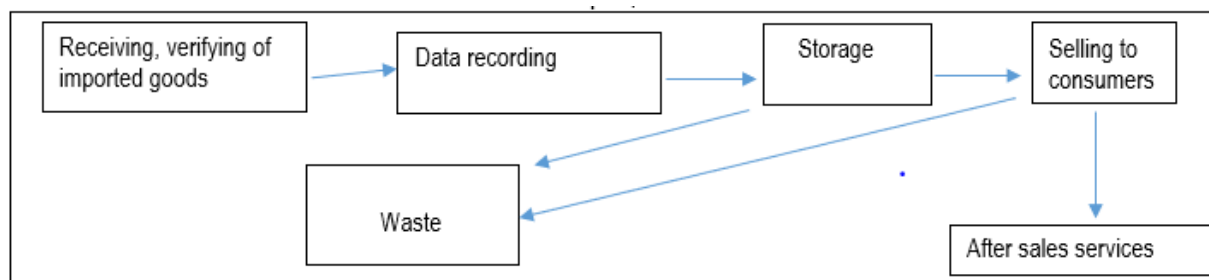 Receiving, verifying of
imported goods
Data recording
Storage
Selling to
consumers
Waste
After sales services